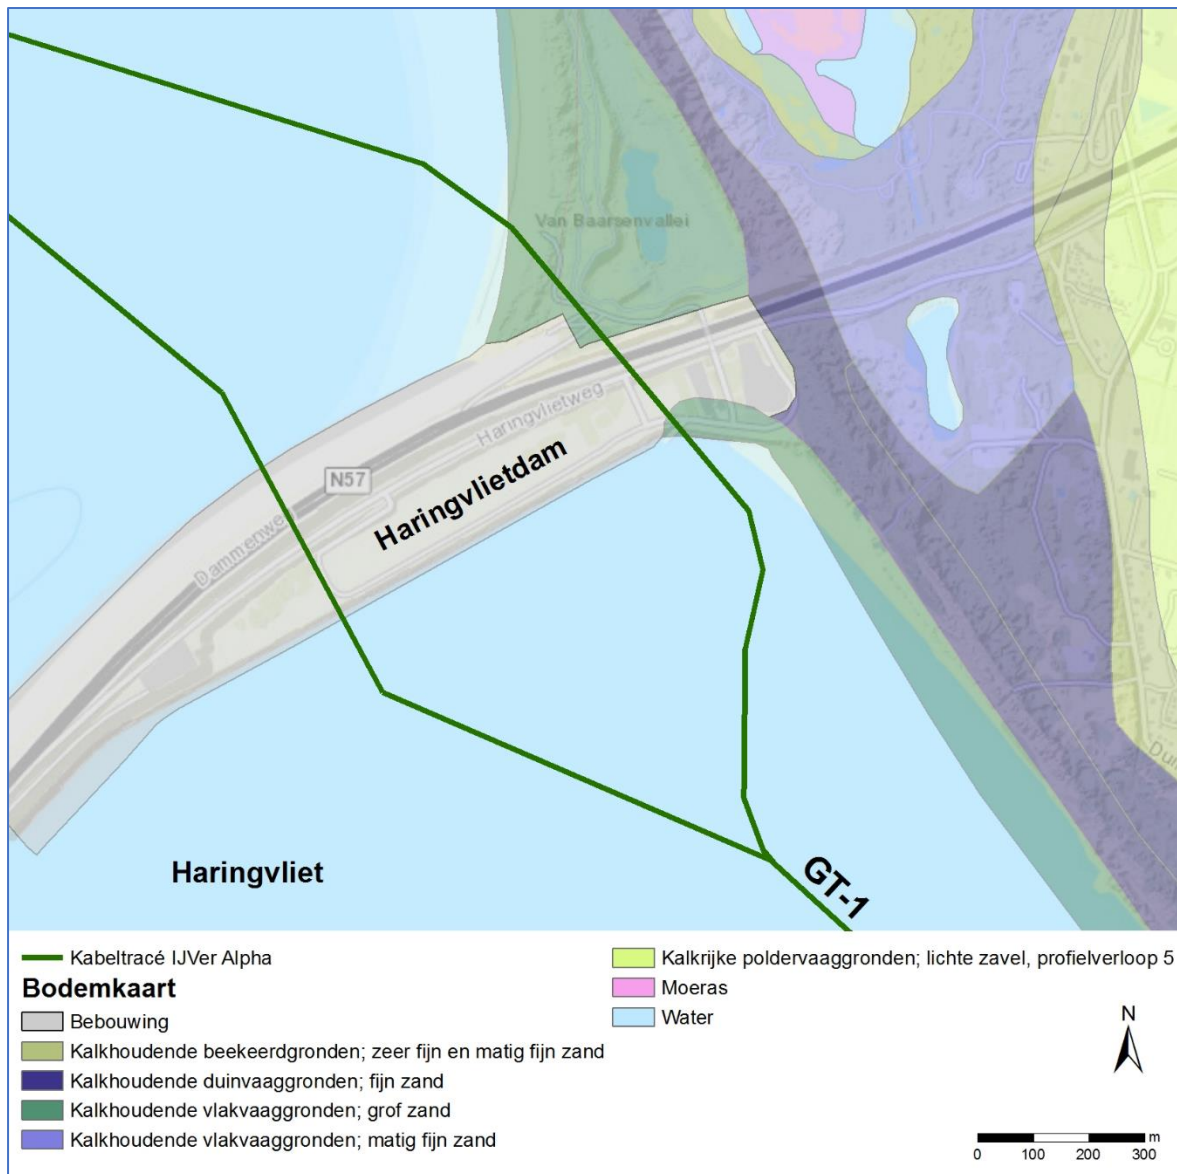 Van Baarsenvallei
Haringvlietweg
N57
Haringvlietdam
Dammenweg
Haringvliet
GT-1
Kabeltracé IJVer Alpha
Bodemkaart
Bebouwing
Kalkhoudende beekeerdgronden; zeer fijn en matig fijn zand
Kalkhoudende duinvaaggronden; fijn zand
Kalkhoudende vlakvaaggronden; grof zand
Kalkhoudende vlakvaaggronden; matig fijn zand
Kalkrijke poldervaaggronden; lichte zavel, profielverloop 5
Moeras
Water
N
m
0 100 200 300